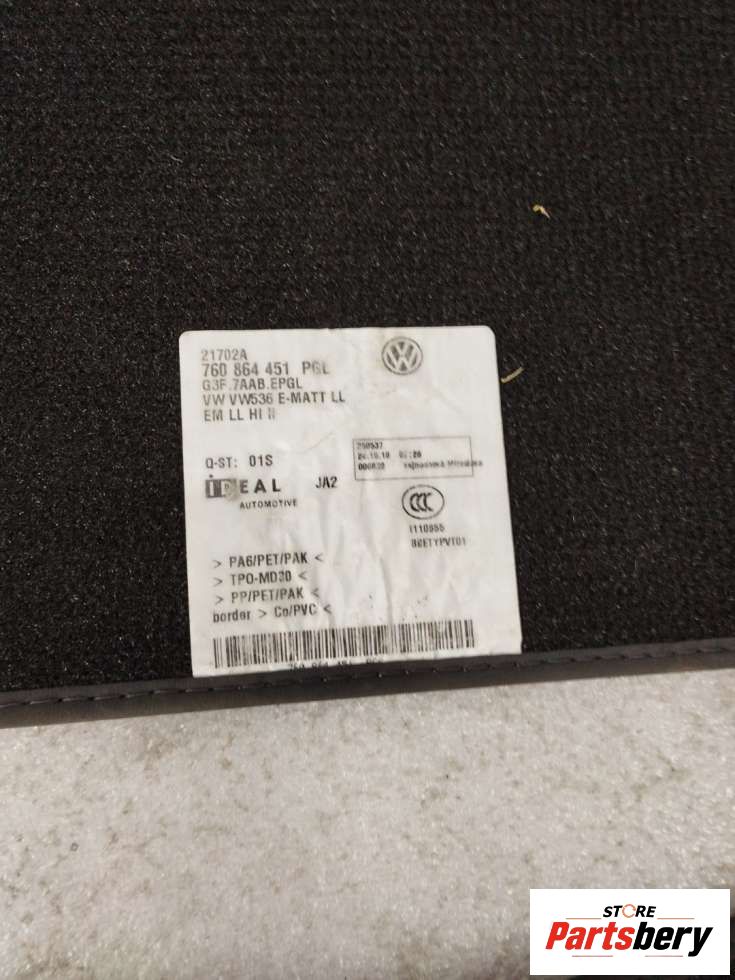 21702A
760 864 451 PGL
G3F.7AAB.EPGL
VW VW536 E-MATT LL
EM LL HI II
Q-ST: 01S
IDEAL
AUTOMOTIVE
JA2
CCC
> PA6/PET/PAK <
> TPO-MD30 <
> PP/PET/PAK <
border > Co/PVC <
STORE
Partsbery